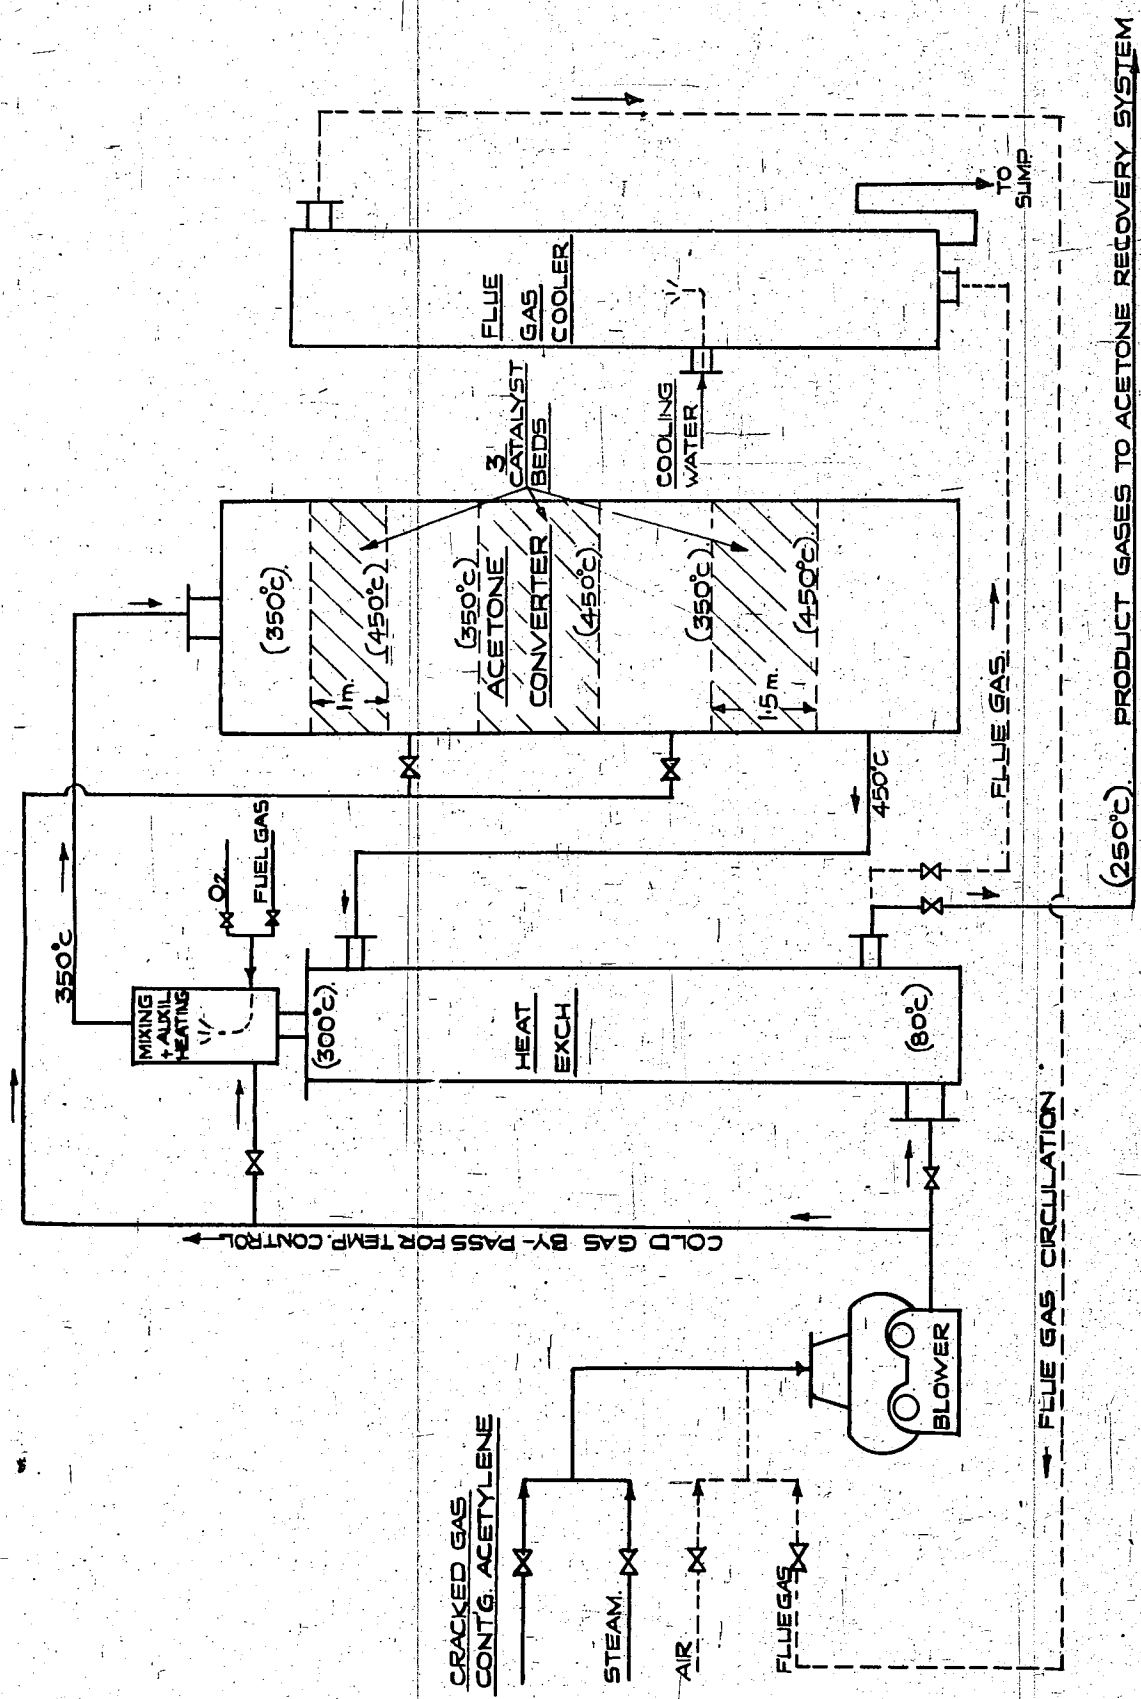 CRACKED GAS
CONT'G. ACETYLENE
STEAM.
AIR
FLUE GAS
BLOWER
COLD GAS BY-PASS FOR TEMP. CONTROL
MIXING
+ AUXIL
HEATING
O2
FUEL GAS
350°C
(300°C).
HEAT
EXCH
(80°C)
450°C
(350°C).
1 m.
(450°C)
(350°C).
ACETONE
CONVERTER
(450°C)
(350°C)
1.5 m.
(450°C)
3
CATALYST
BEDS
FLUE
GAS
COOLER
COOLING
WATER
TO
SUMP
FLUE GAS.
FLUE GAS CIRCULATION
(250°C). PRODUCT GASES TO ACETONE RECOVERY SYSTEM